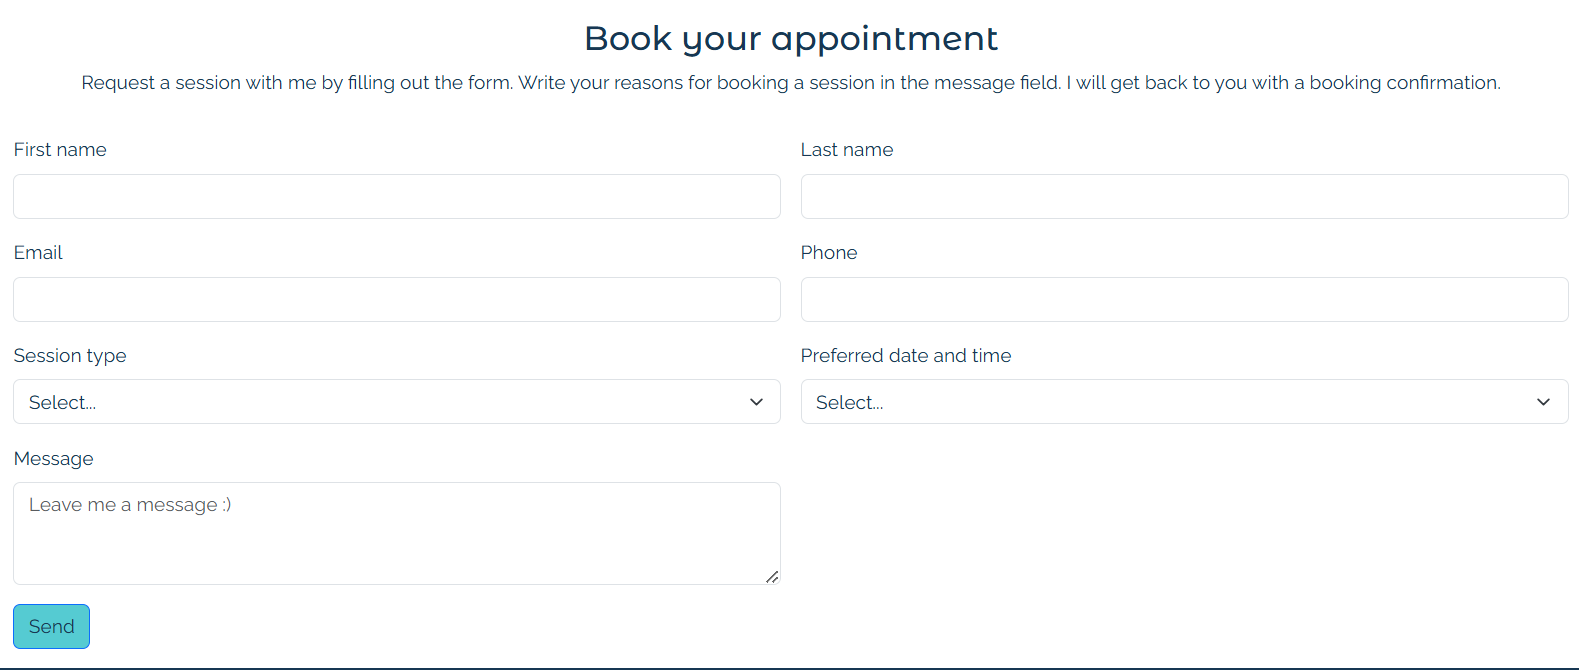 Book your appointment
Request a session with me by filling out the form. Write your reasons for booking a session in the message field. I will get back to you with a booking confirmation.
First name
Last name
Email
Phone
Session type
Preferred date and time
Select...
Select...
Message
Leave me a message :)
Send